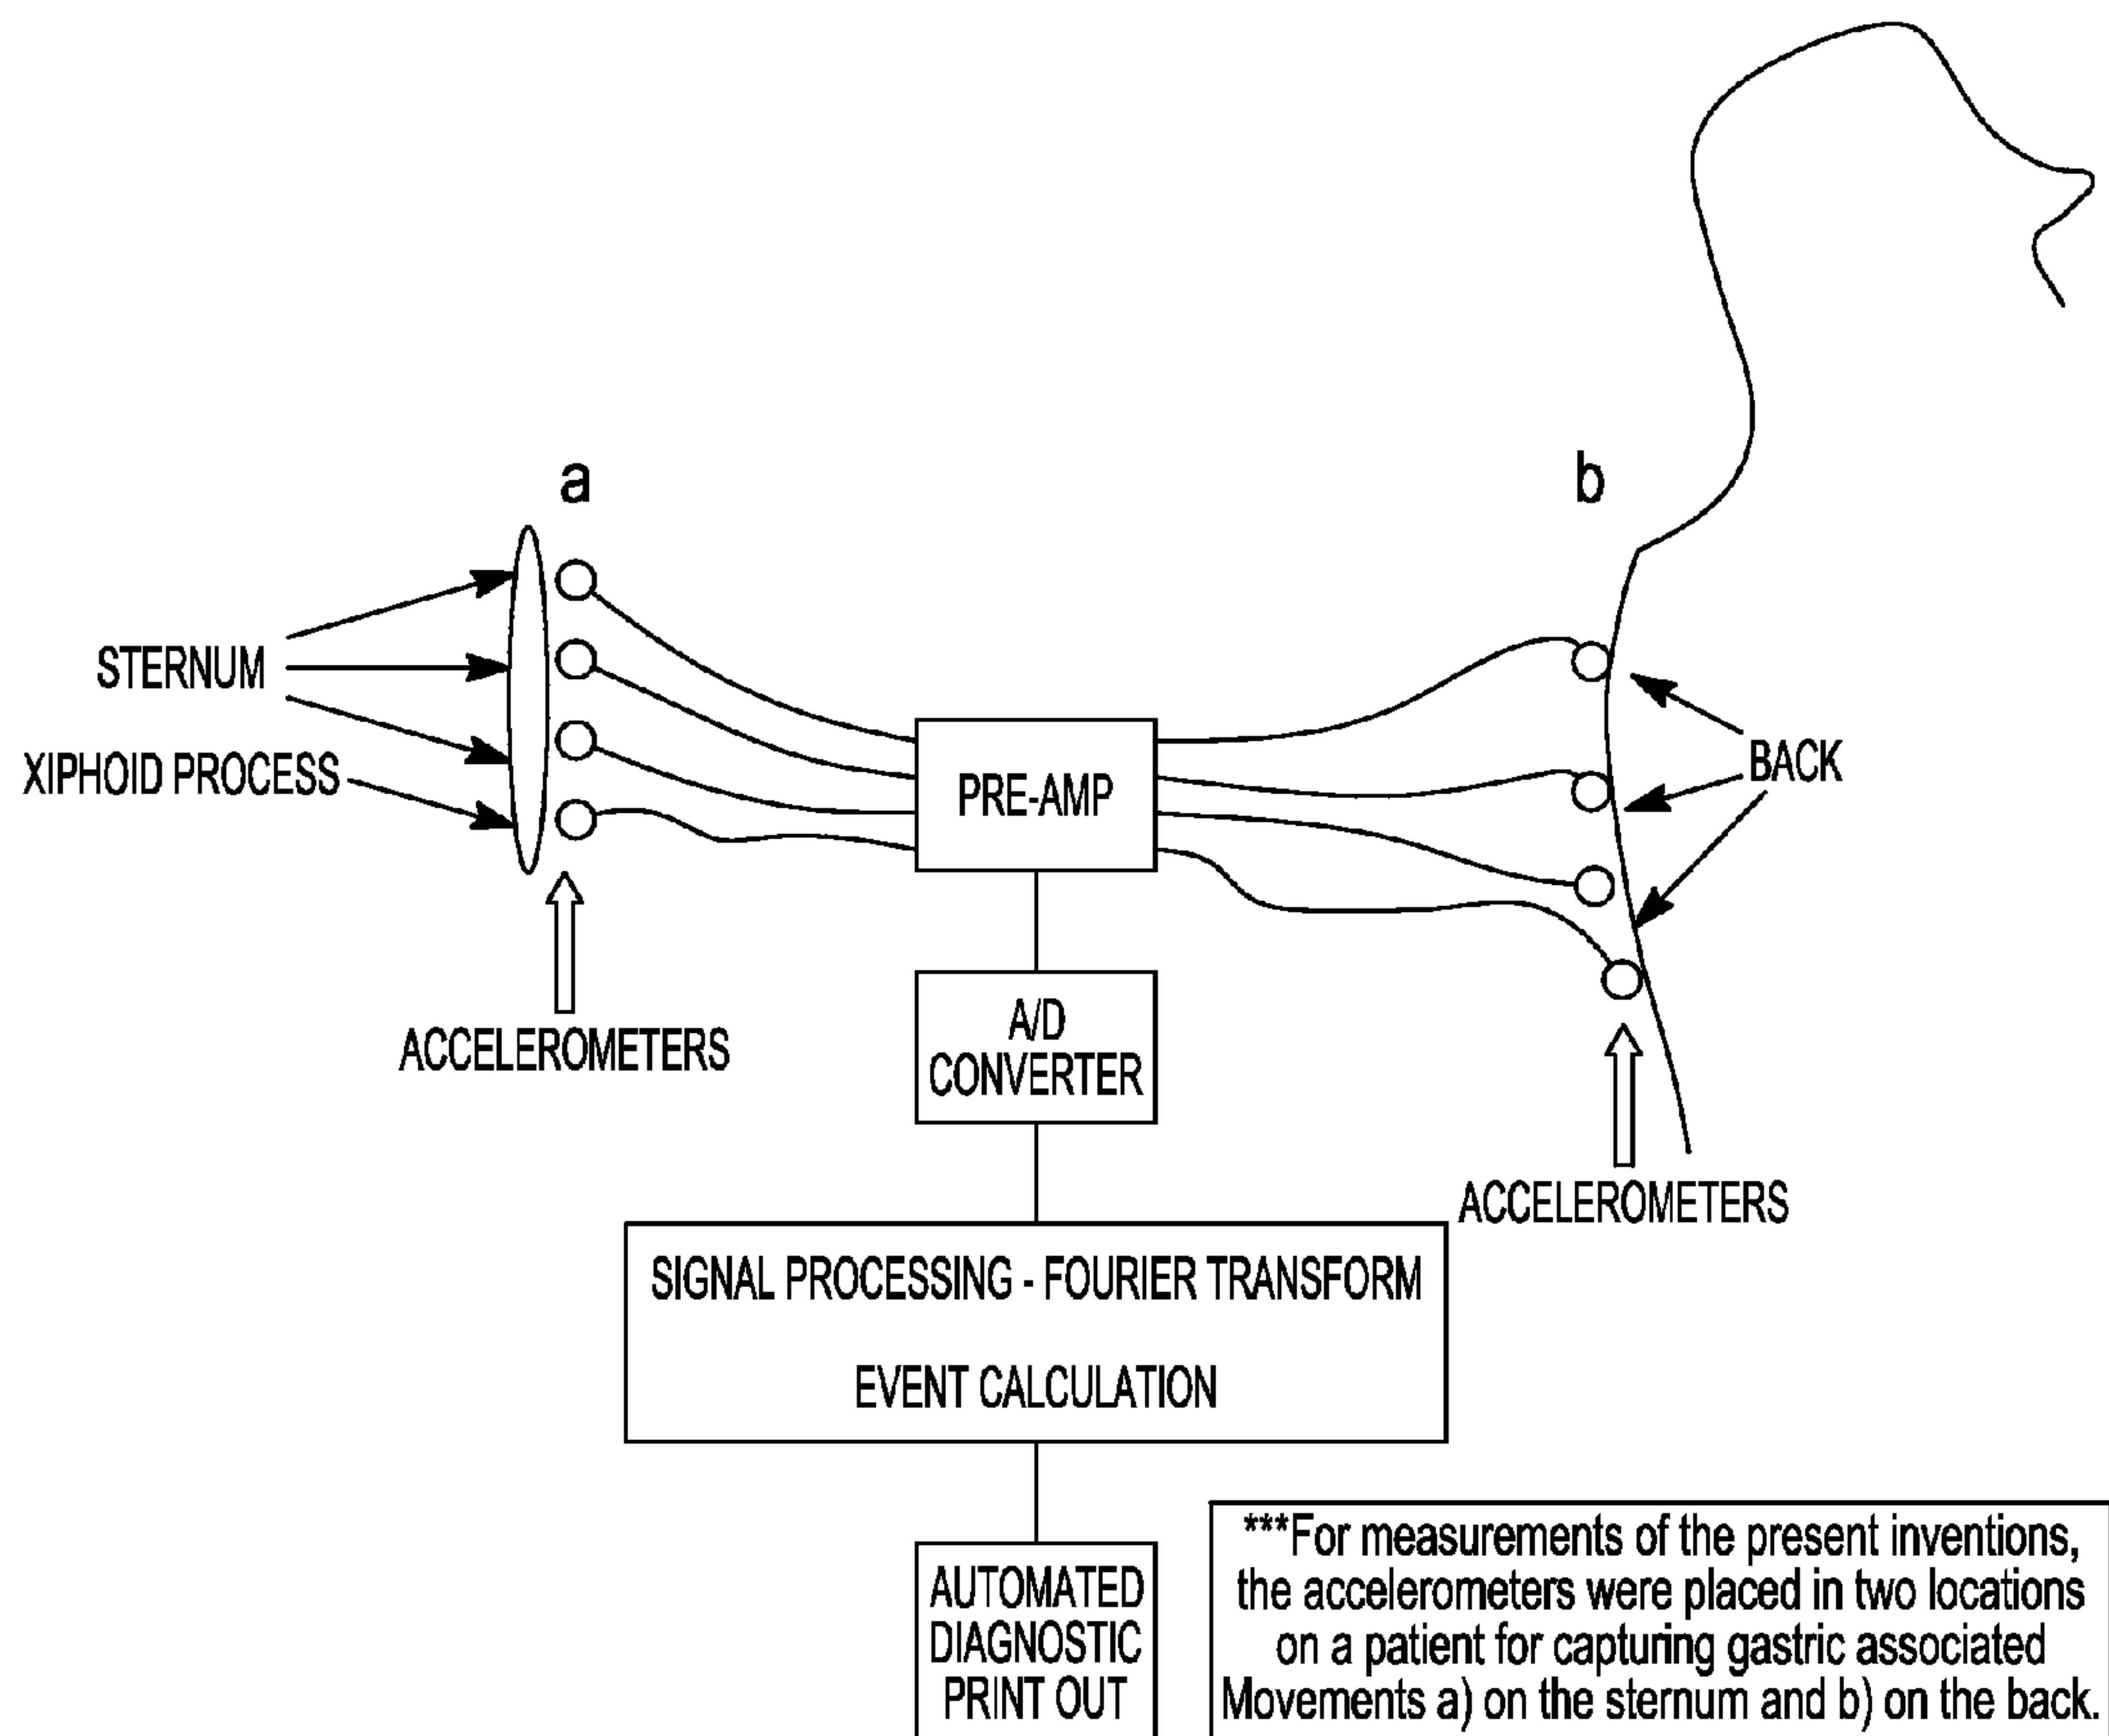 a
b
STERNUM
XIPHOID PROCESS
PRE-AMP
BACK
ACCELEROMETERS
A/D
CONVERTER
ACCELEROMETERS
SIGNAL PROCESSING - FOURIER TRANSFORM
EVENT CALCULATION
AUTOMATED
DIAGNOSTIC
PRINT OUT
***For measurements of the present inventions,
the accelerometers were placed in two locations
on a patient for capturing gastric associated
Movements a) on the sternum and b) on the back.